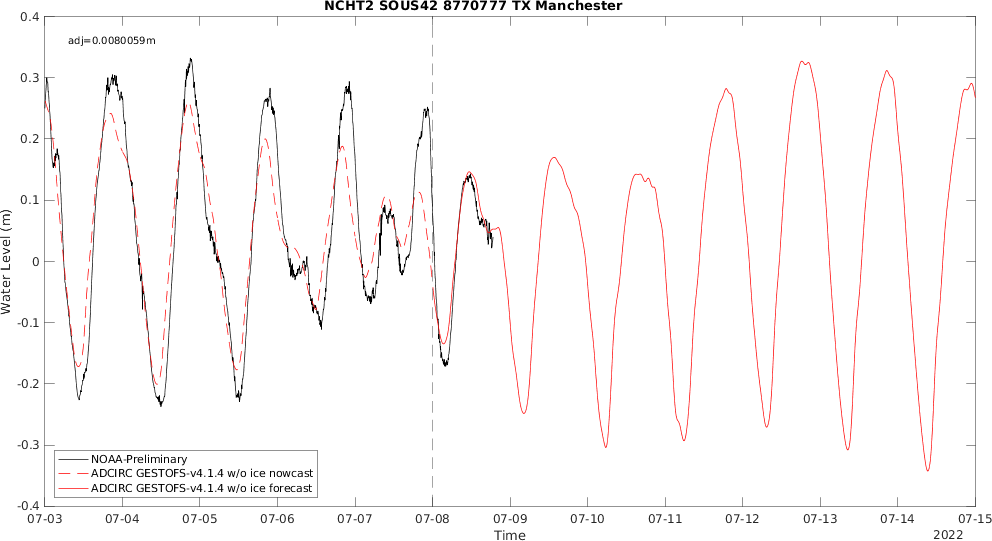 NCHT2 SOUS42 8770777 TX Manchester
adj=0.0080059m
0.4
0.3
0.2
0.1
0
-0.1
-0.2
-0.3
-0.4
Water Level (m)
NOAA-Preliminary
ADCIRC GESTOFS-v4.1.4 w/o ice nowcast
ADCIRC GESTOFS-v4.1.4 w/o ice forecast
07-03 07-04 07-05 07-06 07-07 07-08 07-09 07-10 07-11 07-12 07-13 07-14 07-15
Time
2022